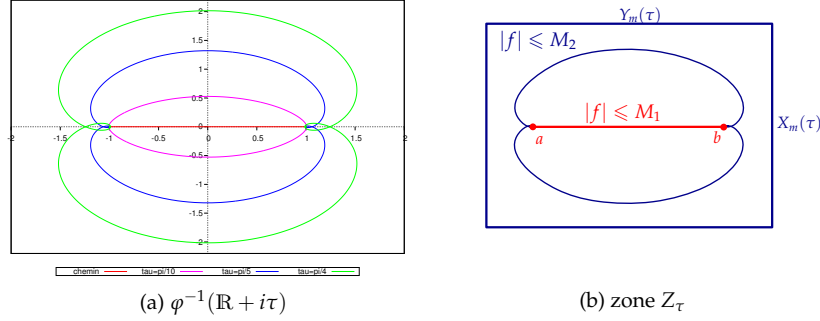 2
1.5
1
0.5
0
-0.5
-1
-1.5
-2
-2 -1.5 -1 -0.5 0 0.5 1 1.5 2
chemin tau=pi/10 tau=pi/5 tau=pi/4
(a) φ⁻¹(ℝ + iτ)
Yₘ(τ)
|f| ⩽ M₂
|f| ⩽ M₁
Xₘ(τ)
a b
(b) zone Z_τ